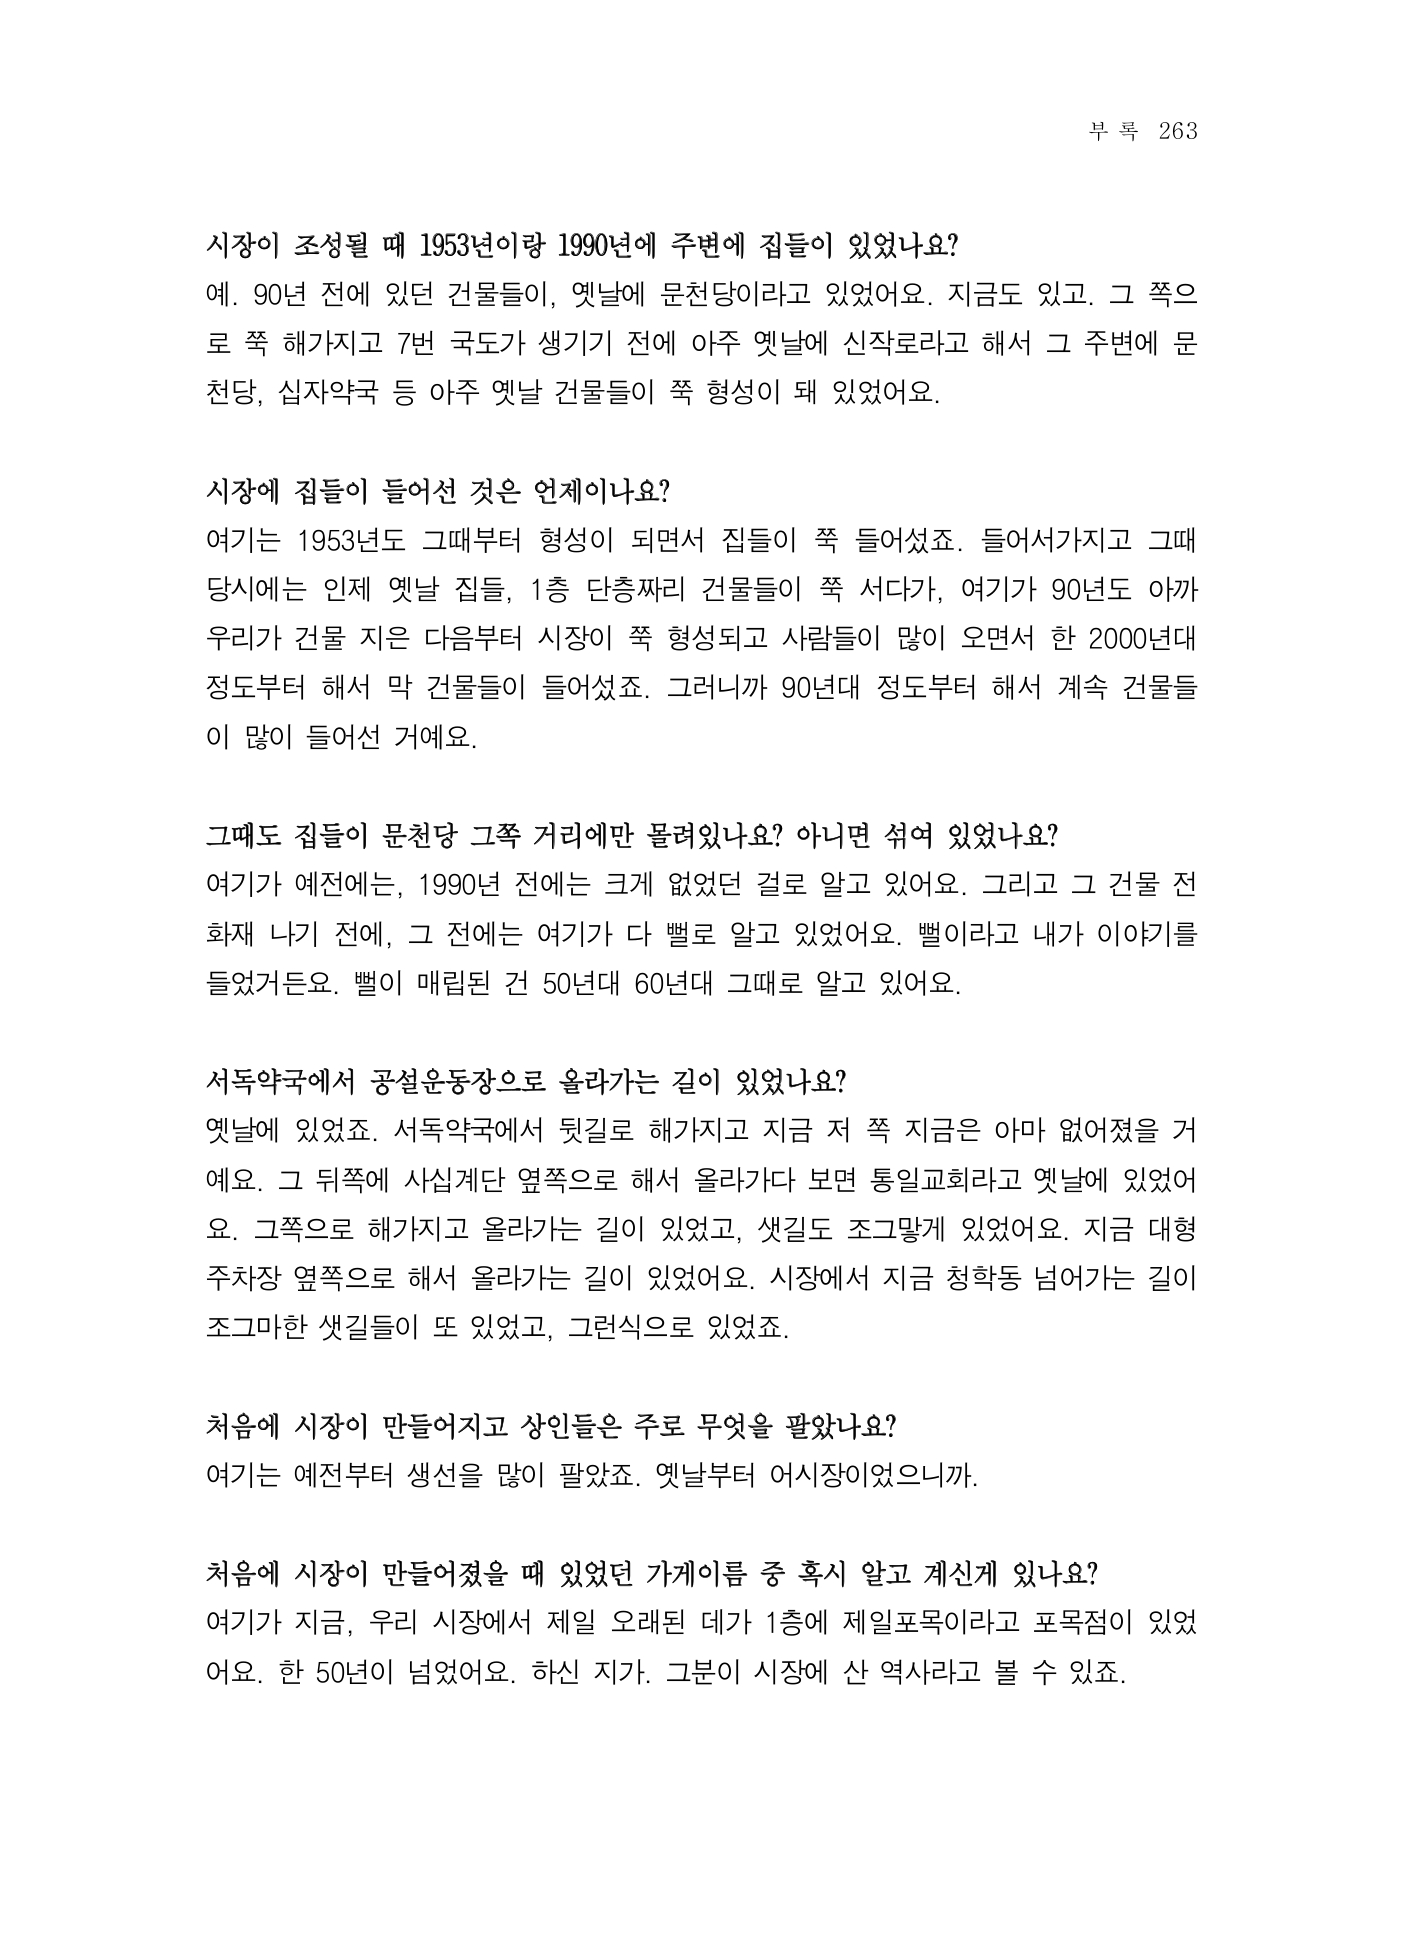 부 록 263
시장이 조성될 때 1953년이랑 1990년에 주변에 집들이 있었나요?
예. 90년 전에 있던 건물들이, 옛날에 문천당이라고 있었어요. 지금도 있고. 그 쪽으
로 쭉 해가지고 7번 국도가 생기기 전에 아주 옛날에 신작로라고 해서 그 주변에 문
천당, 십자약국 등 아주 옛날 건물들이 쭉 형성이 돼 있었어요.
시장에 집들이 들어선 것은 언제이나요?
여기는 1953년도 그때부터 형성이 되면서 집들이 쭉 들어섰죠. 들어서가지고 그때
당시에는 인제 옛날 집들, 1층 단층짜리 건물들이 쭉 서다가, 여기가 90년도 아까
우리가 건물 지은 다음부터 시장이 쭉 형성되고 사람들이 많이 오면서 한 2000년대
정도부터 해서 막 건물들이 들어섰죠. 그러니까 90년대 정도부터 해서 계속 건물들
이 많이 들어선 거예요.
그때도 집들이 문천당 그쪽 거리에만 몰려있나요? 아니면 섞여 있었나요?
여기가 예전에는, 1990년 전에는 크게 없었던 걸로 알고 있어요. 그리고 그 건물 전
화재 나기 전에, 그 전에는 여기가 다 뻘로 알고 있었어요. 뻘이라고 내가 이야기를
들었거든요. 뻘이 매립된 건 50년대 60년대 그때로 알고 있어요.
서독약국에서 공설운동장으로 올라가는 길이 있었나요?
옛날에 있었죠. 서독약국에서 뒷길로 해가지고 지금 저 쪽 지금은 아마 없어졌을 거
예요. 그 뒤쪽에 사십계단 옆쪽으로 해서 올라가다 보면 통일교회라고 옛날에 있었어
요. 그쪽으로 해가지고 올라가는 길이 있었고, 샛길도 조그맣게 있었어요. 지금 대형
주차장 옆쪽으로 해서 올라가는 길이 있었어요. 시장에서 지금 청학동 넘어가는 길이
조그마한 샛길들이 또 있었고, 그런식으로 있었죠.
처음에 시장이 만들어지고 상인들은 주로 무엇을 팔았나요?
여기는 예전부터 생선을 많이 팔았죠. 옛날부터 어시장이었으니까.
처음에 시장이 만들어졌을 때 있었던 가게이름 중 혹시 알고 계신게 있나요?
여기가 지금, 우리 시장에서 제일 오래된 데가 1층에 제일포목이라고 포목점이 있었
어요. 한 50년이 넘었어요. 하신 지가. 그분이 시장에 산 역사라고 볼 수 있죠.